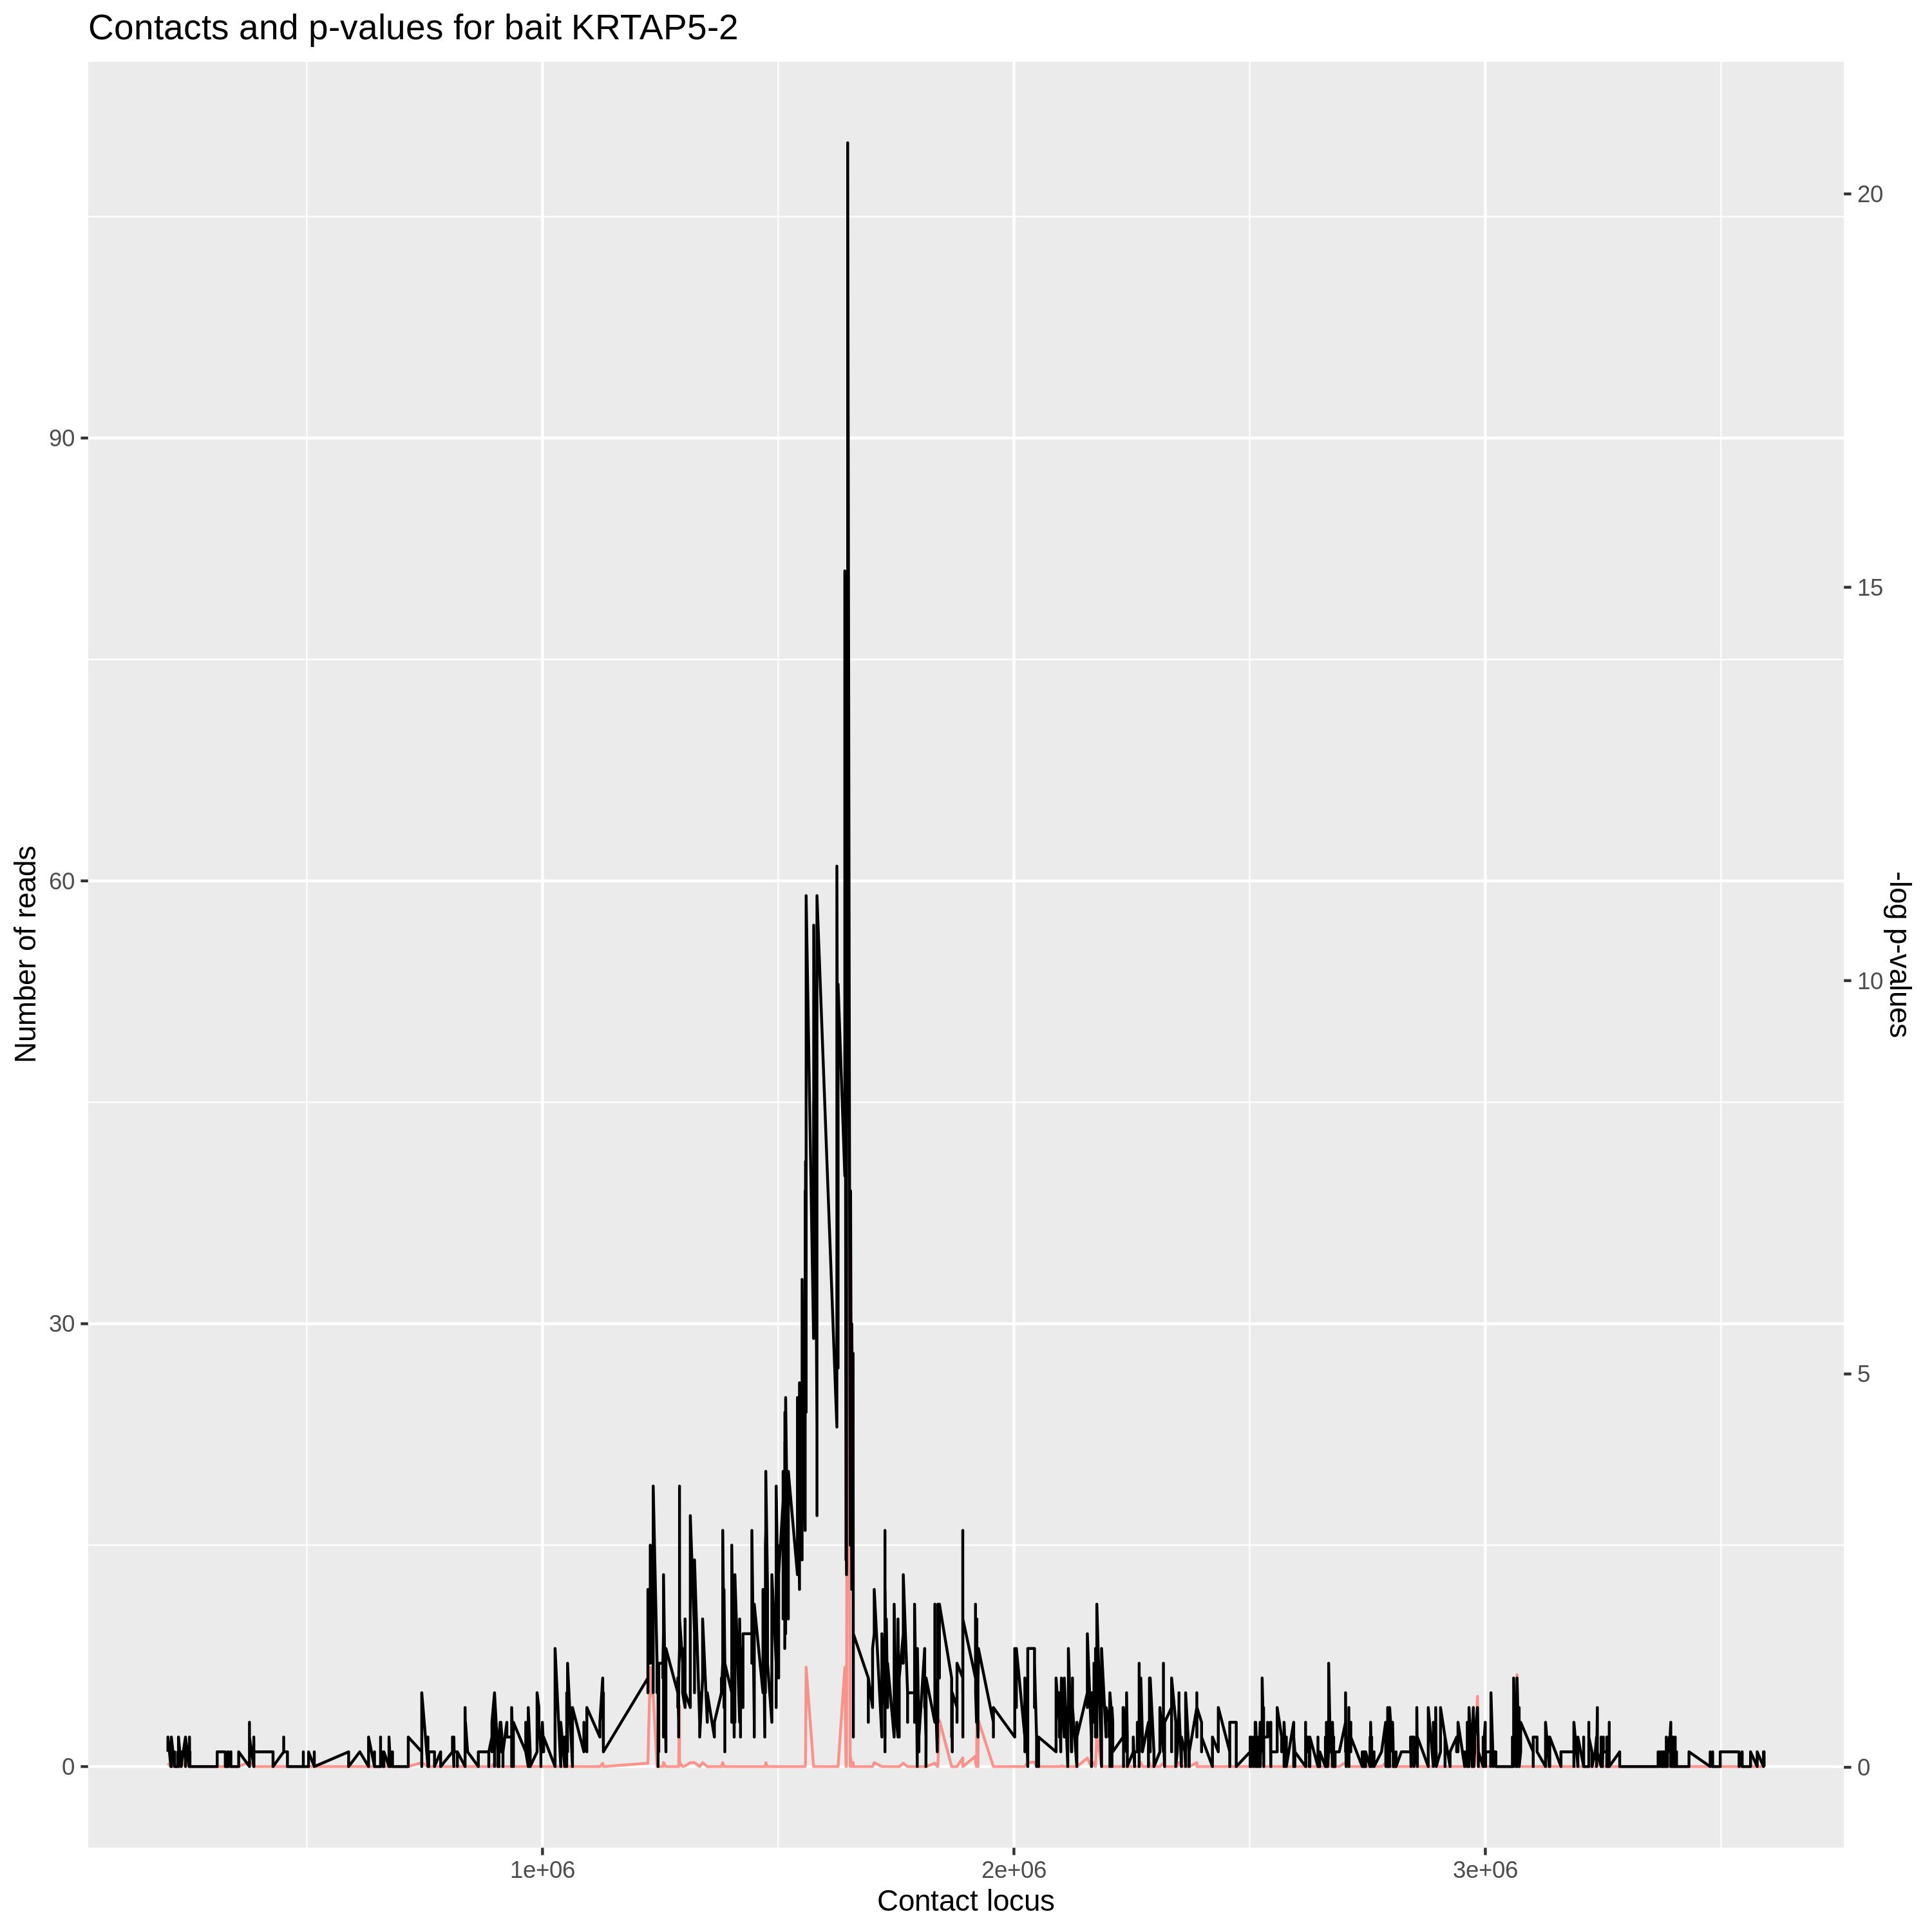 Contacts and p-values for bait KRTAP5-2
90
60
30
0
20
15
10
5
0
Number of reads
-log p-values
1e+06
2e+06
3e+06
Contact locus